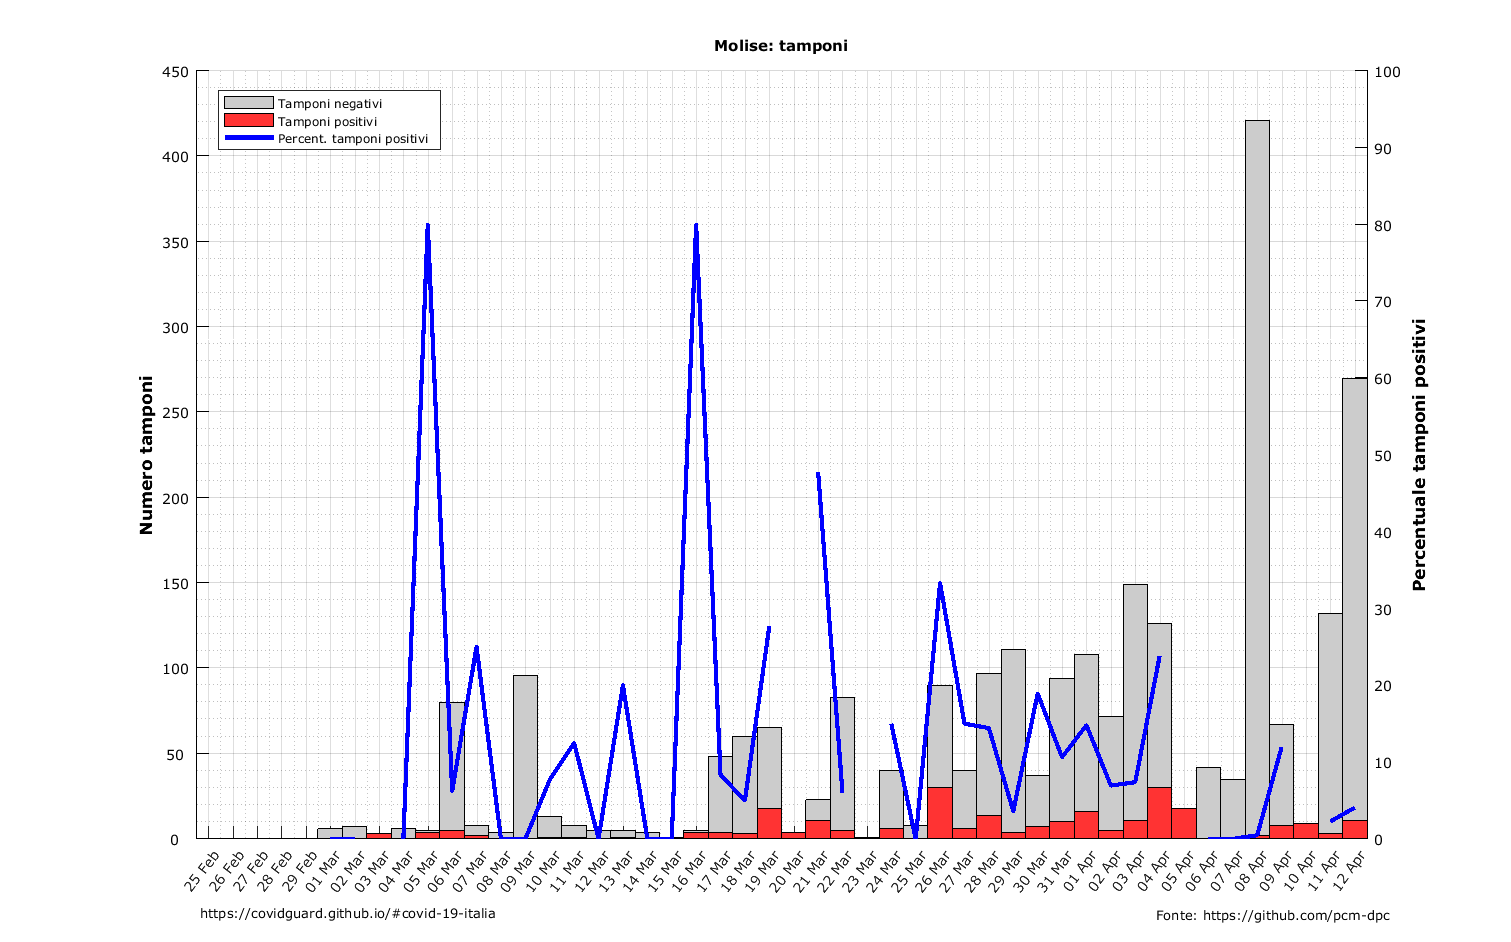 Molise: tamponi
Tamponi negativi
Tamponi positivi
Percent. tamponi positivi
Numero tamponi
450
400
350
300
250
200
150
100
50
0
Percentuale tamponi positivi
100
90
80
70
60
50
40
30
20
10
0
25 Feb
26 Feb
27 Feb
28 Feb
29 Feb
01 Mar
02 Mar
03 Mar
04 Mar
05 Mar
06 Mar
07 Mar
08 Mar
09 Mar
10 Mar
11 Mar
12 Mar
13 Mar
14 Mar
15 Mar
16 Mar
17 Mar
18 Mar
19 Mar
20 Mar
21 Mar
22 Mar
23 Mar
24 Mar
25 Mar
26 Mar
27 Mar
28 Mar
29 Mar
30 Mar
31 Mar
01 Apr
02 Apr
03 Apr
04 Apr
05 Apr
06 Apr
07 Apr
08 Apr
09 Apr
10 Apr
11 Apr
12 Apr
https://covidguard.github.io/#covid-19-italia
Fonte: https://github.com/pcm-dpc